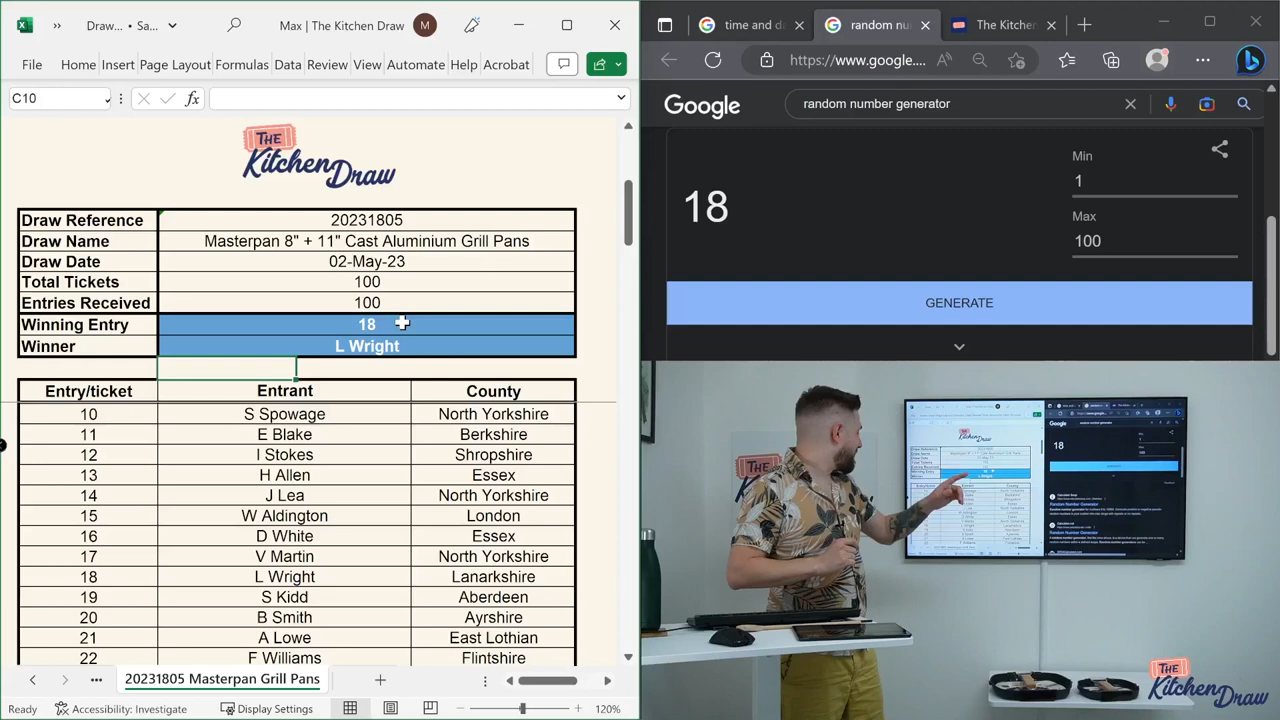 Draw... - Sa...
Max | The Kitchen Draw
M
File Home Insert Page Layout Formulas Data Review View Automate Help Acrobat
C10
fx
THE
Kitchen Draw
Draw Reference 20231805
Draw Name Masterpan 8" + 11" Cast Aluminium Grill Pans
Draw Date 02-May-23
Total Tickets 100
Entries Received 100
Winning Entry 18
Winner L Wright
Entry/ticket Entrant County
10 S Spowage North Yorkshire
11 E Blake Berkshire
12 I Stokes Shropshire
13 H Allen Essex
14 J Lea North Yorkshire
15 W Aldington London
16 D White Essex
17 V Martin North Yorkshire
18 L Wright Lanarkshire
19 S Kidd Aberdeen
20 B Smith Ayrshire
21 A Lowe East Lothian
22 F Williams Flintshire
20231805 Masterpan Grill Pans
Ready Accessibility: Investigate Display Settings 120%
time and da
random nu
The Kitchen
https://www.google....
Google
random number generator
18
Min
1
Max
100
GENERATE
THE
Kitchen Draw
Google
18
THE
Kitchen Draw